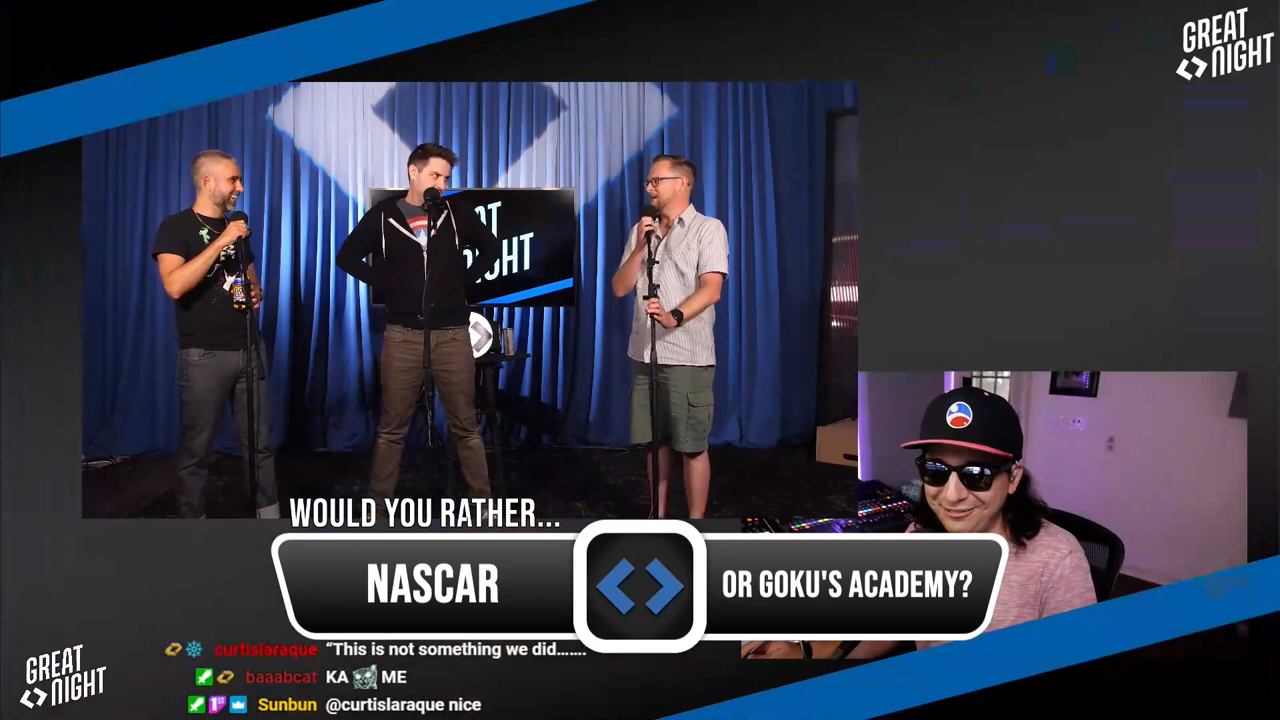 GREAT
NIGHT
WOULD YOU RATHER...
NASCAR
OR GOKU'S ACADEMY?
curtislaraque "This is not something we did.......
baaabcat KA ME
Sunbun @curtislaraque nice
GREAT
NIGHT